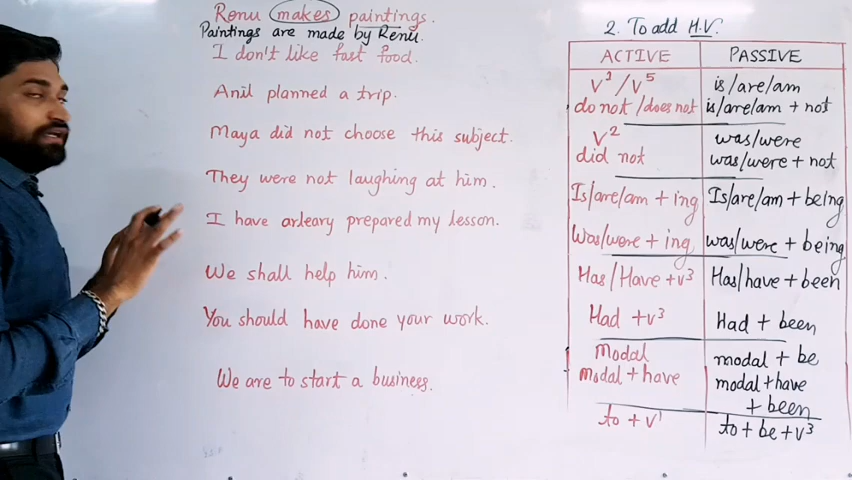 Renu makes paintings.
Paintings are made by Renu.
I don't like fast food.
Anil planned a trip.
Maya did not choose this subject.
They were not laughing at him.
I have arleary prepared my lesson.
We shall help him.
You should have done your work.
We are to start a business.
2. To add H.V.
ACTIVE PASSIVE
V¹/V⁵ is/are/am
do not/does not is/are/am + not
V² was/were
did not was/were + not
Is/are/am + ing Is/are/am + being
Was/were + ing was/were + being
Has/Have + V³ Has/have + been
Had + V³ Had + been
Modal modal + be
modal + have modal + have
+ been
to + V¹ to + be + V³